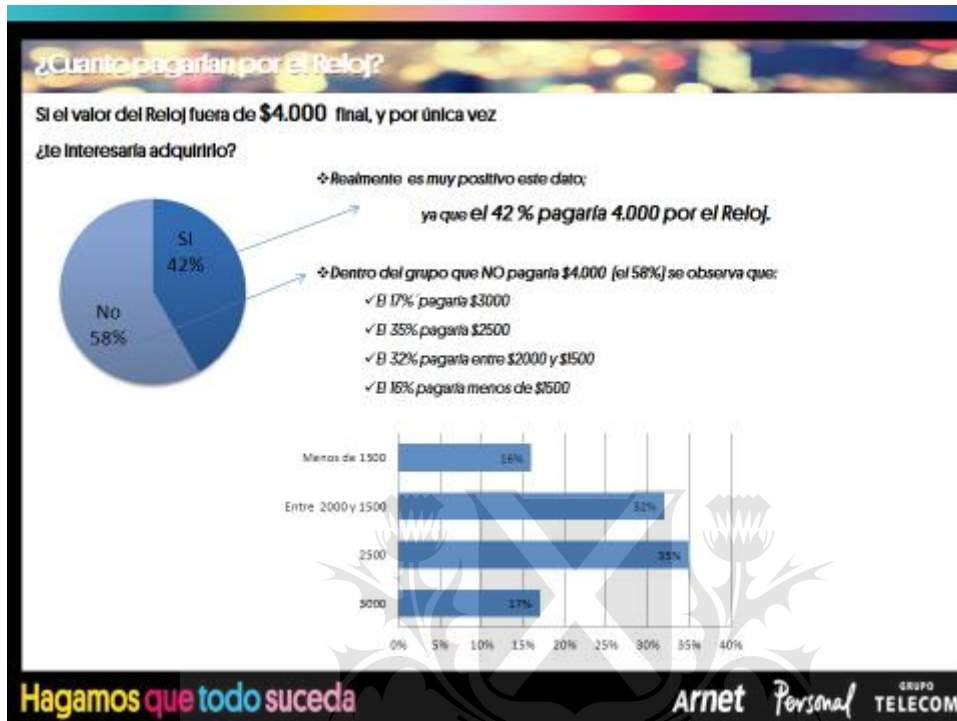 ¿Cuanto pagarían por el Reloj?
Si el valor del Reloj fuera de $4.000 final, y por única vez
¿te interesaría adquirirlo?
❖Realmente es muy positivo este dato;
ya que el 42 % pagaría 4.000 por el Reloj.
SI
42%
No
58%
❖Dentro del grupo que NO pagaría $4.000 (el 58%) se observa que:
✓El 17% pagaría $3000
✓El 35% pagaría $2500
✓El 32% pagaría entre $2000 y $1500
✓El 16% pagaría menos de $1500
Menos de 1500 16%
Entre 2000 y 1500 32%
2500 35%
3000 17%
0% 5% 10% 15% 20% 25% 30% 35% 40%
Hagamos que todo suceda
Arnet Personal GRUPO TELECOM